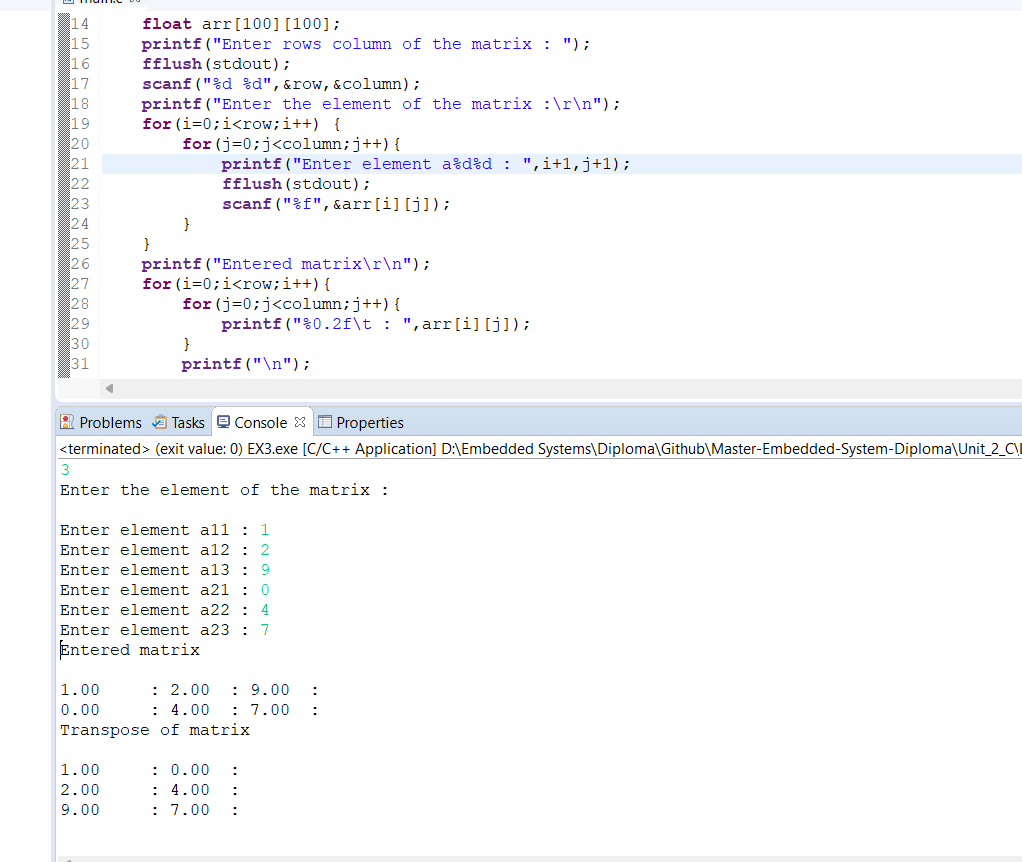 main.c
14 float arr[100][100];
15 printf("Enter rows column of the matrix : ");
16 fflush(stdout);
17 scanf("%d %d",&row,&column);
18 printf("Enter the element of the matrix :\r\n");
19 for(i=0;i<row;i++) {
20 for(j=0;j<column;j++){
21 printf("Enter element a%d%d : ",i+1,j+1);
22 fflush(stdout);
23 scanf("%f",&arr[i][j]);
24 }
25 }
26 printf("Entered matrix\r\n");
27 for(i=0;i<row;i++){
28 for(j=0;j<column;j++){
29 printf("%0.2f\t : ",arr[i][j]);
30 }
31 printf("\n");
Problems Tasks Console Properties
<terminated> (exit value: 0) EX3.exe [C/C++ Application] D:\Embedded Systems\Diploma\Github\Master-Embedded-System-Diploma\Unit_2_C\
3
Enter the element of the matrix :
Enter element a11 : 1
Enter element a12 : 2
Enter element a13 : 9
Enter element a21 : 0
Enter element a22 : 4
Enter element a23 : 7
Entered matrix
1.00 : 2.00 : 9.00 :
0.00 : 4.00 : 7.00 :
Transpose of matrix
1.00 : 0.00 :
2.00 : 4.00 :
9.00 : 7.00 :